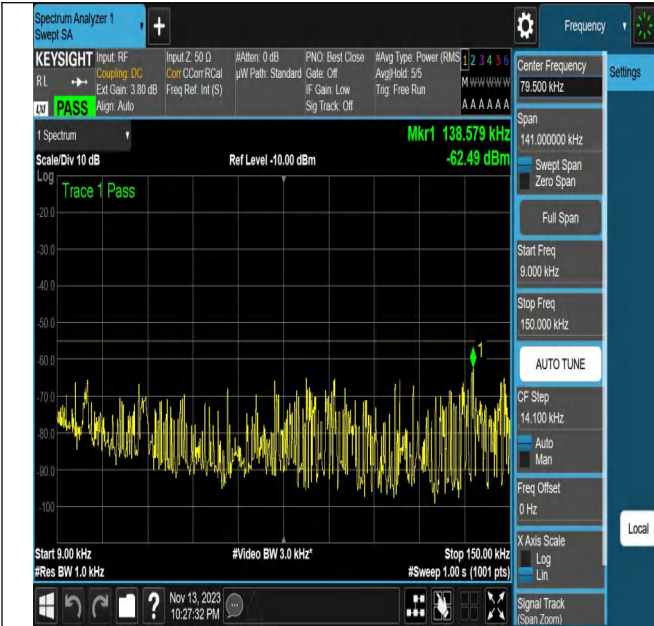 Spectrum Analyzer 1
Swept SA
+
Frequency
KEYSIGHT
RL
PASS
Input: RF
Coupling: DC
Ext Gain: 3.80 dB
Align: Auto
Input Z: 50 Ω
Corr CCorr RCal
Freq Ref: Int (S)
#Atten: 0 dB
µW Path: Standard
PNO: Best Close
Gate: Off
IF Gain: Low
Sig Track: Off
#Avg Type: Power (RMS
Avg|Hold: 5/5
Trig: Free Run
1 2 3 4 5 6
M W W W W W
A A A A A A
1 Spectrum
Scale/Div 10 dB
Ref Level -10.00 dBm
Mkr1 138.579 kHz
-62.49 dBm
Log
Trace 1 Pass
-20.0
-30.0
-40.0
-50.0
-60.0
-70.0
-80.0
-90.0
-100
1
Start 9.00 kHz
#Res BW 1.0 kHz
#Video BW 3.0 kHz*
Stop 150.00 kHz
#Sweep 1.00 s (1001 pts)
?
Nov 13, 2023
10:27:32 PM
Center Frequency
79.500 kHz
Span
141.000000 kHz
Swept Span
Zero Span
Full Span
Start Freq
9.000 kHz
Stop Freq
150.000 kHz
AUTO TUNE
CF Step
14.100 kHz
Auto
Man
Freq Offset
0 Hz
X Axis Scale
Log
Lin
Signal Track
(Span Zoom)
Settings
Local